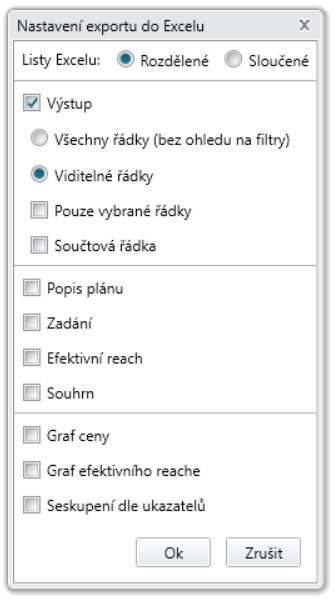 Nastavení exportu do Excelu x
Listy Excelu: Rozdělené Sloučené
Výstup
Všechny řádky (bez ohledu na filtry)
Viditelné řádky
Pouze vybrané řádky
Součtová řádka
Popis plánu
Zadání
Efektivní reach
Souhrn
Graf ceny
Graf efektivního reache
Seskupení dle ukazatelů
Ok Zrušit